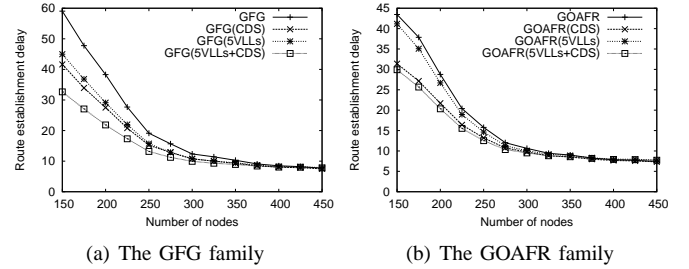 60
50
40
30
20
10
0
150 200 250 300 350 400 450
Route establishment delay
Number of nodes
GFG
GFG(CDS)
GFG(5VLLs)
GFG(5VLLs+CDS)
(a) The GFG family
45
40
35
30
25
20
15
10
5
0
150 200 250 300 350 400 450
Route establishment delay
Number of nodes
GOAFR
GOAFR(CDS)
GOAFR(5VLLs)
GOAFR(5VLLs+CDS)
(b) The GOAFR family